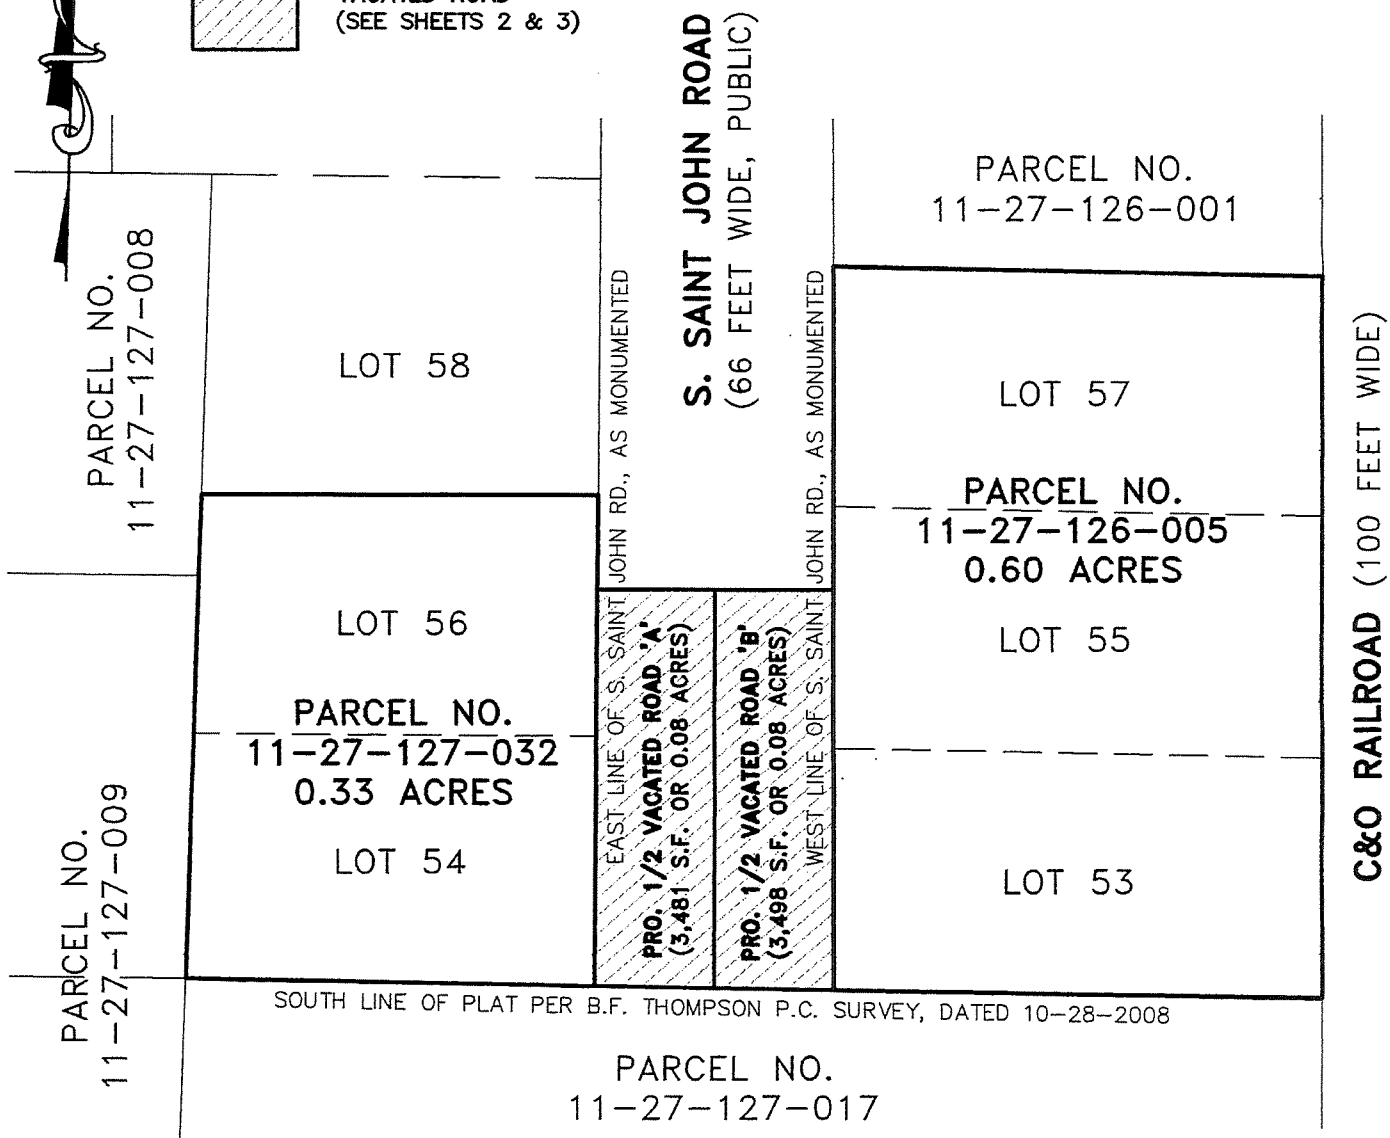 (SEE SHEETS 2 & 3)
S. SAINT JOHN ROAD
(66 FEET WIDE, PUBLIC)
PARCEL NO.
11-27-126-001
PARCEL NO.
11-27-127-008
LOT 58
EAST LINE OF S. SAINT JOHN RD., AS MONUMENTED
WEST LINE OF S. SAINT JOHN RD., AS MONUMENTED
LOT 57
PARCEL NO.
11-27-126-005
0.60 ACRES
LOT 55
C&O RAILROAD (100 FEET WIDE)
LOT 56
PARCEL NO.
11-27-127-032
0.33 ACRES
LOT 54
PRO. 1/2 VACATED ROAD 'A'
(3,481 S.F. OR 0.08 ACRES)
PRO. 1/2 VACATED ROAD 'B'
(3,498 S.F. OR 0.08 ACRES)
LOT 53
PARCEL NO.
11-27-127-009
SOUTH LINE OF PLAT PER B.F. THOMPSON P.C. SURVEY, DATED 10-28-2008
PARCEL NO.
11-27-127-017